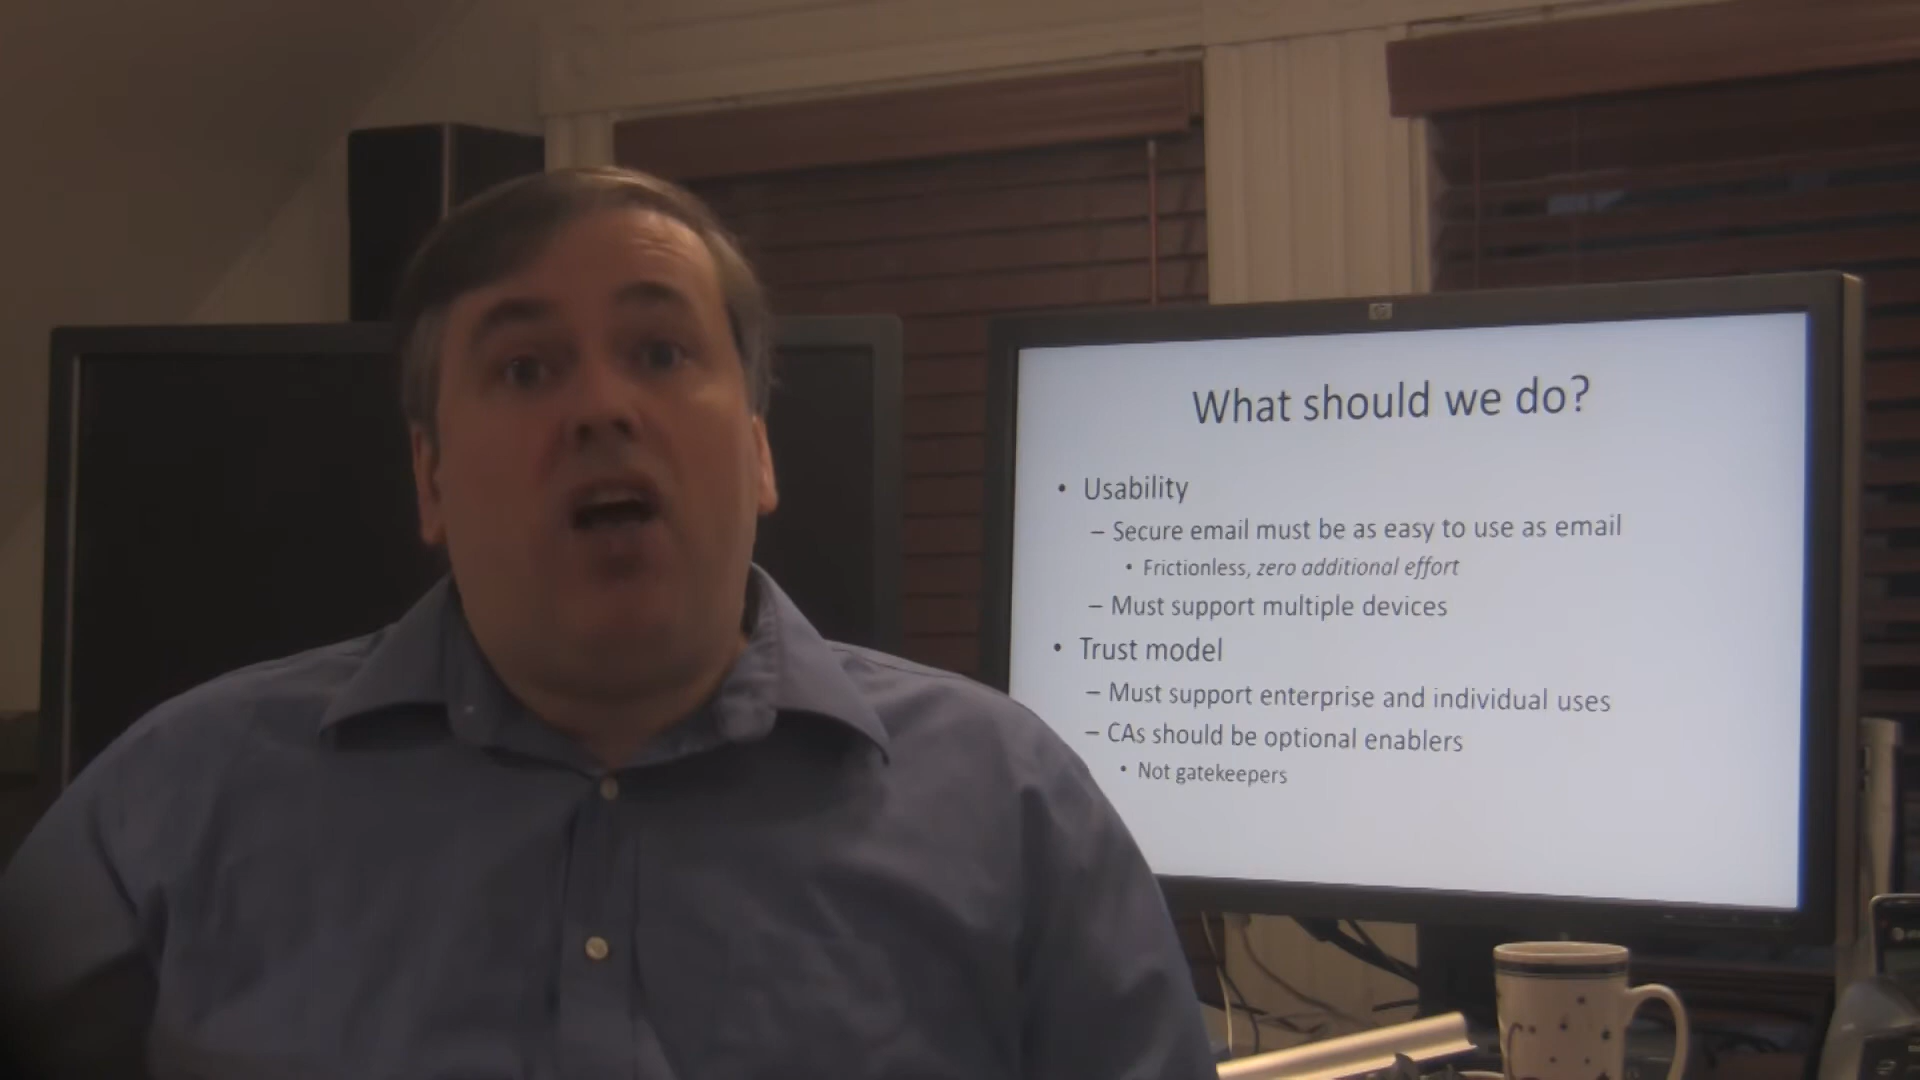 hp
What should we do?
• Usability
– Secure email must be as easy to use as email
• Frictionless, zero additional effort
– Must support multiple devices
• Trust model
– Must support enterprise and individual uses
– CAs should be optional enablers
• Not gatekeepers